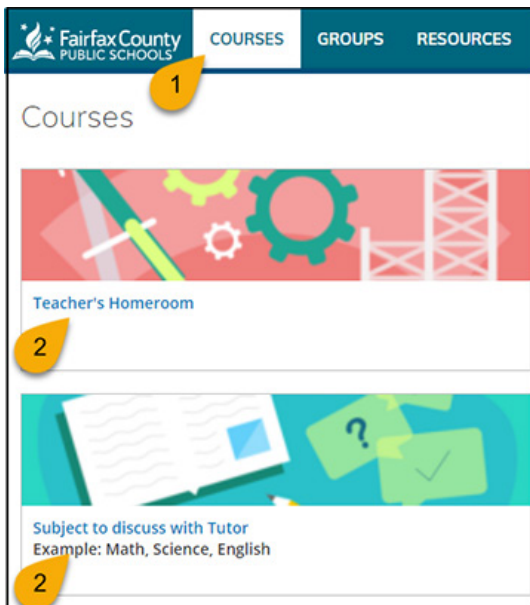 Fairfax County COURSES GROUPS RESOURCES
PUBLIC SCHOOLS
1
Courses
Teacher's Homeroom
2
?
Subject to discuss with Tutor
Example: Math, Science, English
2